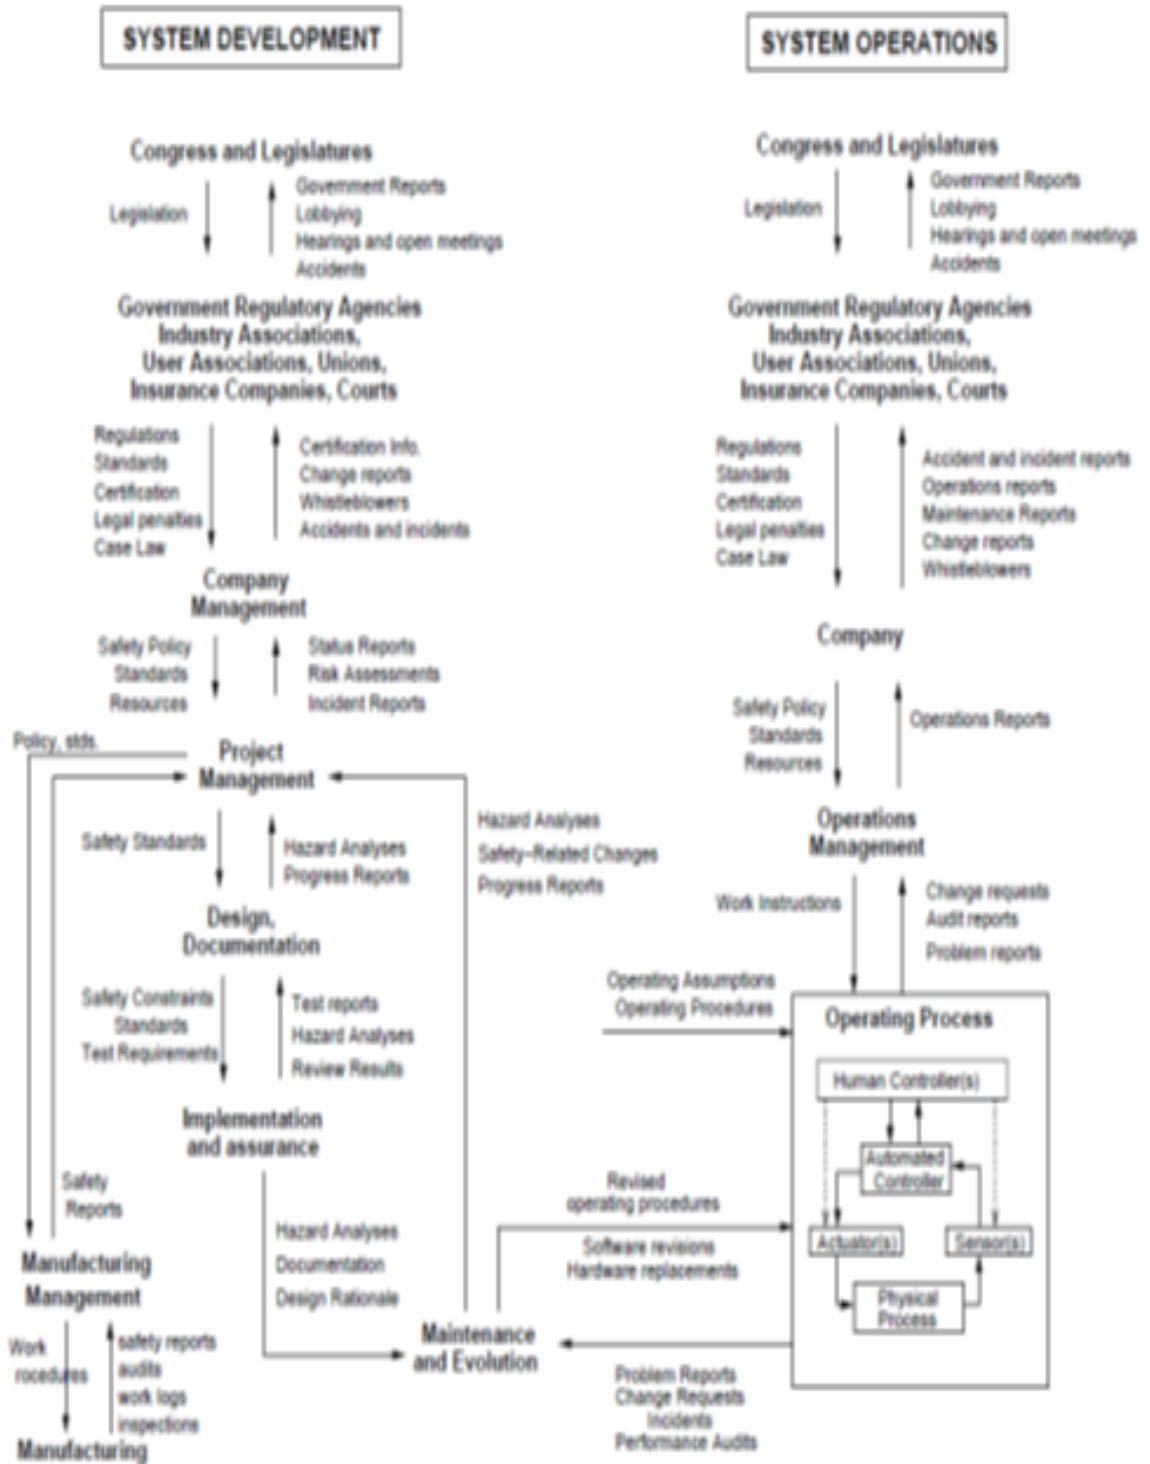 SYSTEM DEVELOPMENT
Congress and Legislatures
Legislation
Government Reports
Lobbying
Hearings and open meetings
Accidents
Government Regulatory Agencies
Industry Associations,
User Associations, Unions,
Insurance Companies, Courts
Regulations
Standards
Certification
Legal penalties
Case Law
Certification Info.
Change reports
Whistleblowers
Accidents and incidents
Company
Management
Safety Policy
Standards
Resources
Status Reports
Risk Assessments
Incident Reports
Policy, stds.
Project
Management
Safety Standards
Hazard Analyses
Progress Reports
Hazard Analyses
Safety-Related Changes
Progress Reports
Design,
Documentation
Safety Constraints
Standards
Test Requirements
Test reports
Hazard Analyses
Review Results
Implementation
and assurance
Safety
Reports
Hazard Analyses
Documentation
Design Rationale
Manufacturing
Management
Work
rocedures
safety reports
audits
work logs
inspections
Manufacturing
Maintenance
and Evolution
SYSTEM OPERATIONS
Congress and Legislatures
Legislation
Government Reports
Lobbying
Hearings and open meetings
Accidents
Government Regulatory Agencies
Industry Associations,
User Associations, Unions,
Insurance Companies, Courts
Regulations
Standards
Certification
Legal penalties
Case Law
Accident and incident reports
Operations reports
Maintenance Reports
Change reports
Whistleblowers
Company
Safety Policy
Standards
Resources
Operations Reports
Operations
Management
Work Instructions
Change requests
Audit reports
Problem reports
Operating Assumptions
Operating Procedures
Operating Process
Human Controller(s)
Automated
Controller
Actuator(s)
Sensor(s)
Physical
Process
Revised
operating procedures
Software revisions
Hardware replacements
Problem Reports
Change Requests
Incidents
Performance Audits